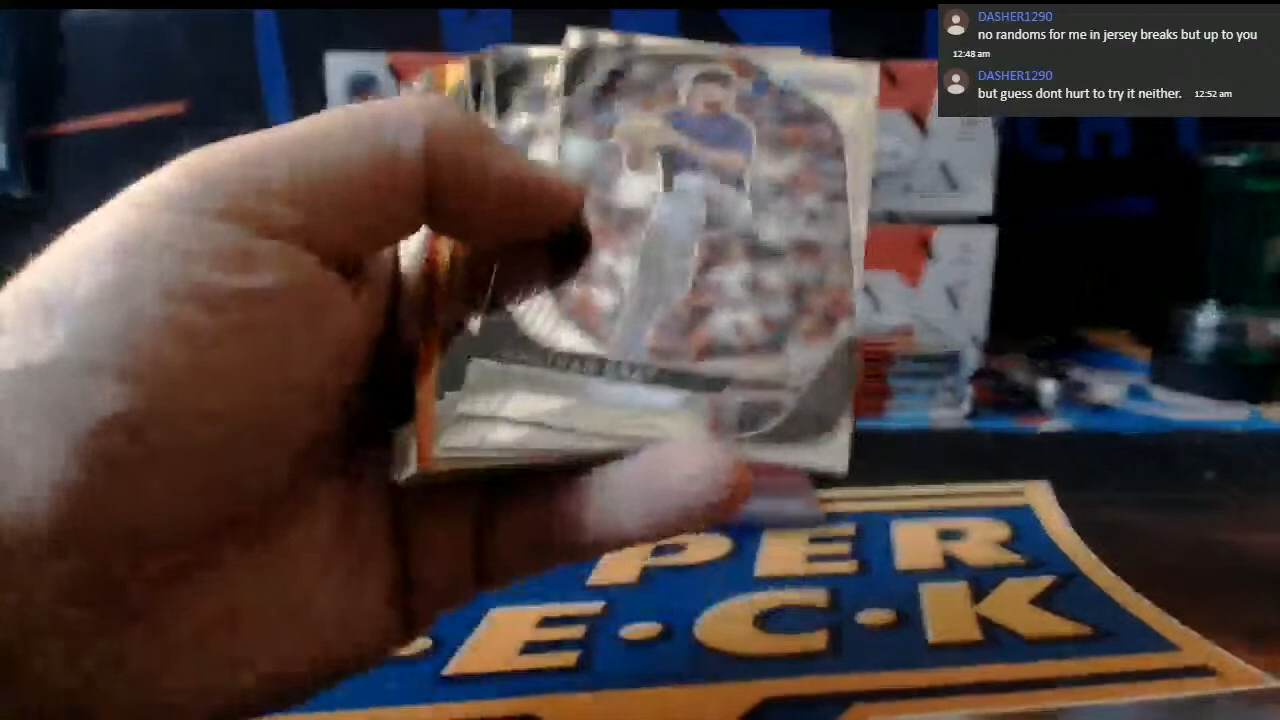 DASHER1290
no randoms for me in jersey breaks but up to you
12:48 am
DASHER1290
but guess dont hurt to try it neither. 12:52 am
PER
E·C·K